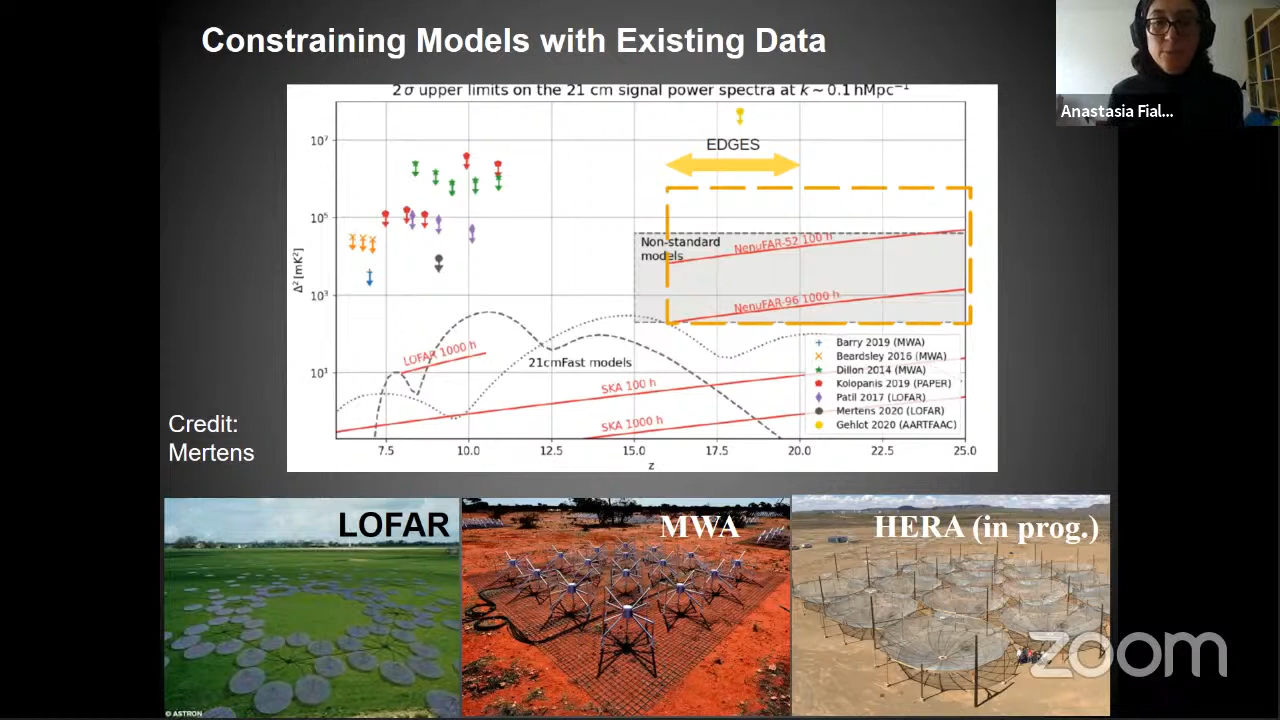 Constraining Models with Existing Data
Anastasia Fial...
2σ upper limits on the 21 cm signal power spectra at k ~ 0.1 hMpc⁻¹
Δ² [mK²]
10⁷
10⁵
10³
10¹
EDGES
Non-standard
models
NenuFAR-52 100 h
NenuFAR-96 1000 h
LOFAR 1000 h
21cmFast models
SKA 100 h
SKA 1000 h
Barry 2019 (MWA)
Beardsley 2016 (MWA)
Dillon 2014 (MWA)
Kolopanis 2019 (PAPER)
Patil 2017 (LOFAR)
Mertens 2020 (LOFAR)
Gehlot 2020 (AARTFAAC)
7.5 10.0 12.5 15.0 17.5 20.0 22.5 25.0
z
Credit:
Mertens
LOFAR
MWA
HERA (in prog.)
© ASTRON
zoom